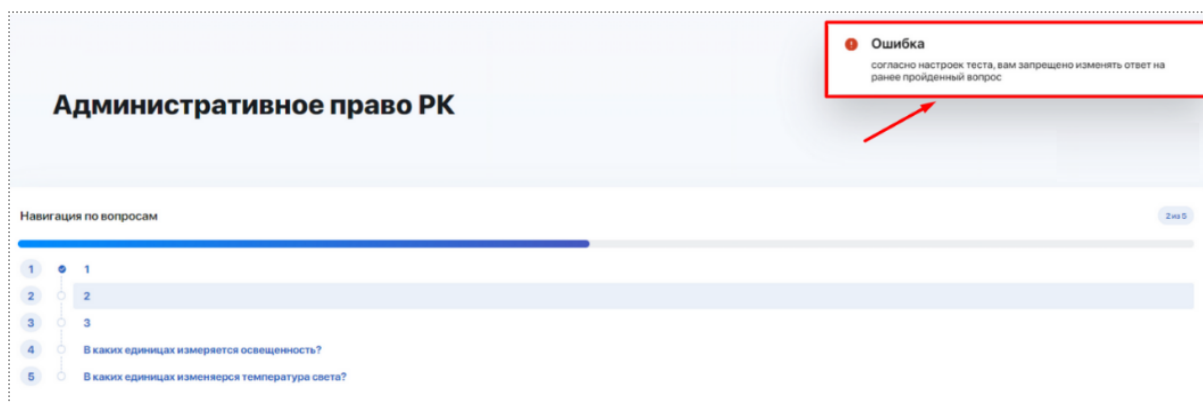 Ошибка
согласно настроек теста, вам запрещено изменять ответ на
ранее пройденный вопрос
Административное право РК
Навигация по вопросам
2 из 5
1 1
2 2
3 3
4 В каких единицах измеряется освещенность?
5 В каких единицах изменяерся температура света?